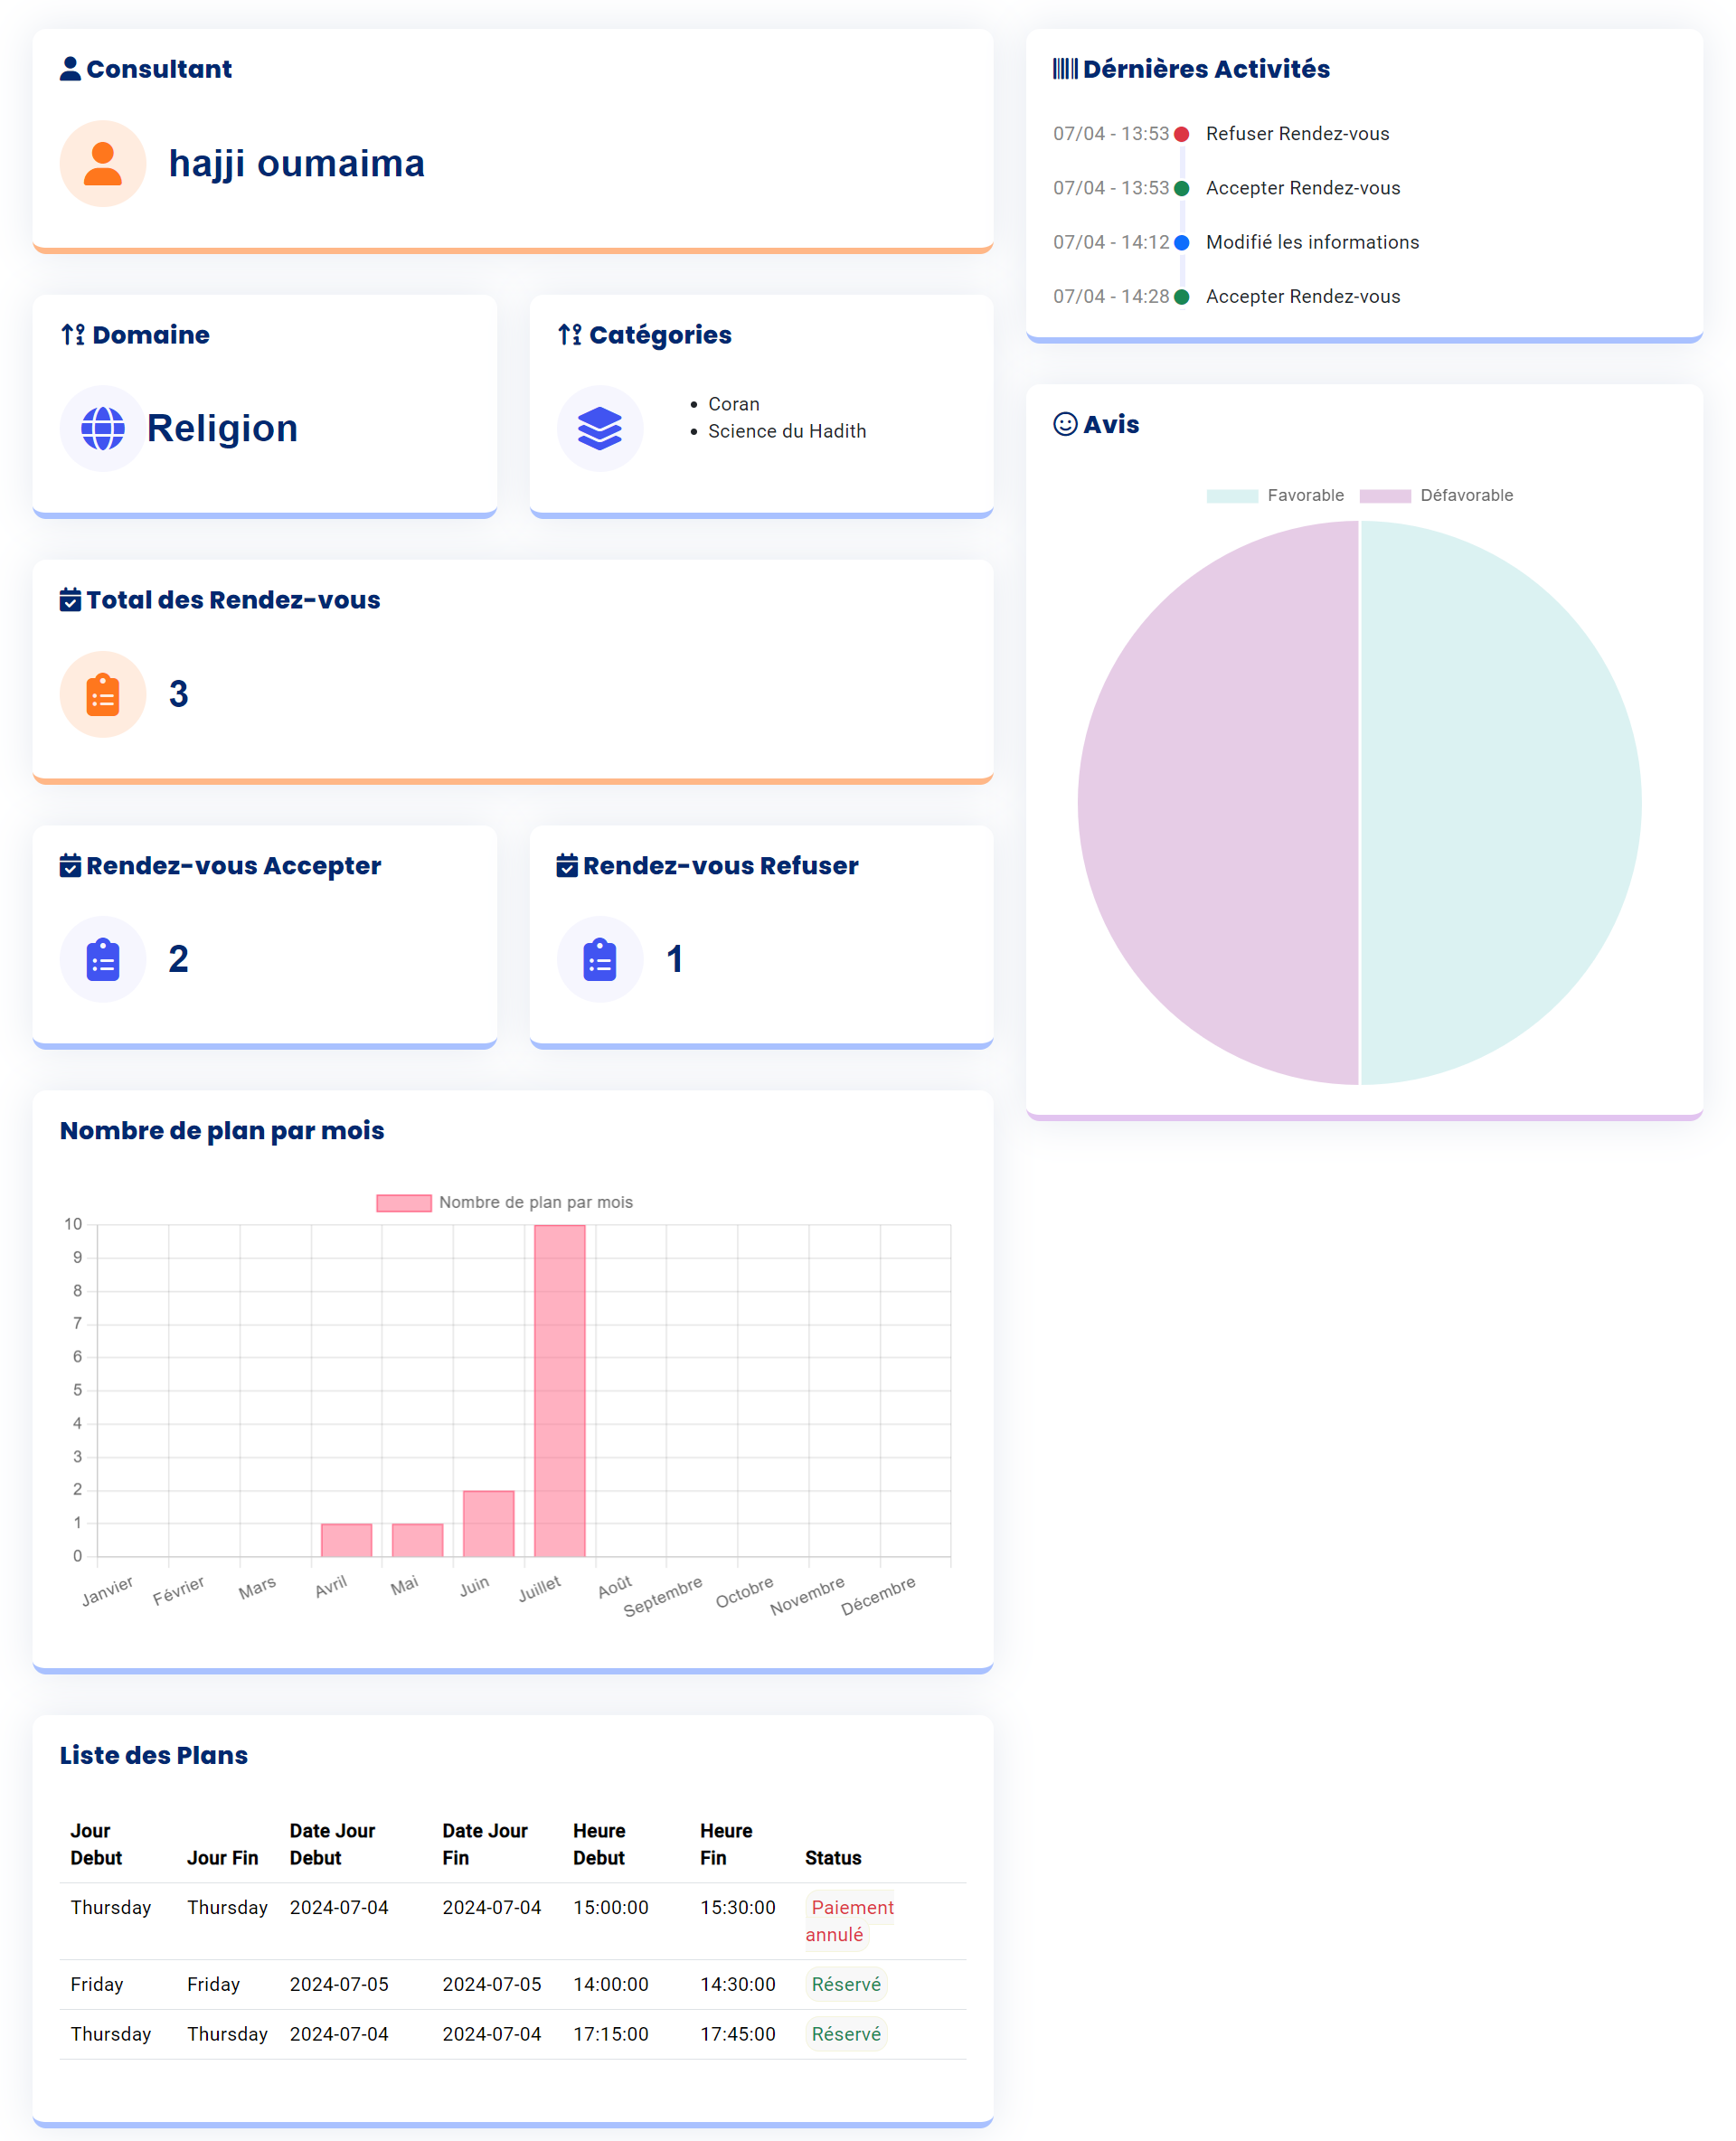 Consultant
hajji oumaima
Domaine
Religion
Catégories
Coran
Science du Hadith
Total des Rendez-vous
3
Rendez-vous Accepter
2
Rendez-vous Refuser
1
Nombre de plan par mois
Nombre de plan par mois
10
9
8
7
6
5
4
3
2
1
0
Janvier Février Mars Avril Mai Juin Juillet Août Septembre Octobre Novembre Décembre
Liste des Plans
Jour Debut Jour Fin Date Jour Debut Date Jour Fin Heure Debut Heure Fin Status
Thursday Thursday 2024-07-04 2024-07-04 15:00:00 15:30:00 Paiement annulé
Friday Friday 2024-07-05 2024-07-05 14:00:00 14:30:00 Réservé
Thursday Thursday 2024-07-04 2024-07-04 17:15:00 17:45:00 Réservé
Dérnières Activités
07/04 - 13:53 Refuser Rendez-vous
07/04 - 13:53 Accepter Rendez-vous
07/04 - 14:12 Modifié les informations
07/04 - 14:28 Accepter Rendez-vous
Avis
Favorable Défavorable